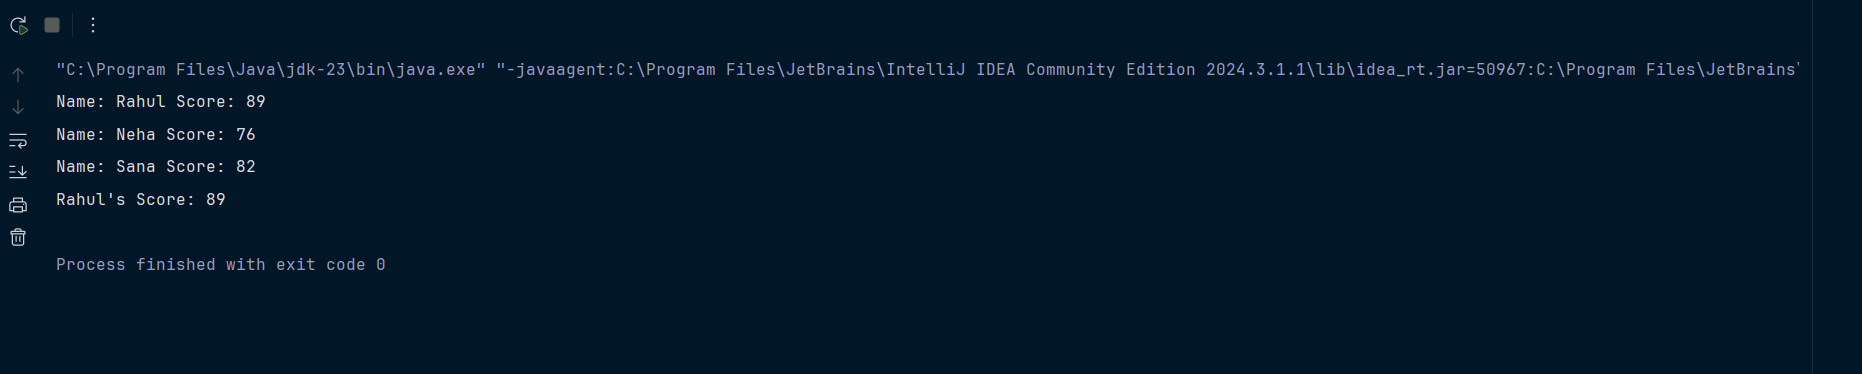 "C:\Program Files\Java\jdk-23\bin\java.exe" "-javaagent:C:\Program Files\JetBrains\IntelliJ IDEA Community Edition 2024.3.1.1\lib\idea_rt.jar=50967:C:\Program Files\JetBrains\
Name: Rahul Score: 89
Name: Neha Score: 76
Name: Sana Score: 82
Rahul's Score: 89
Process finished with exit code 0